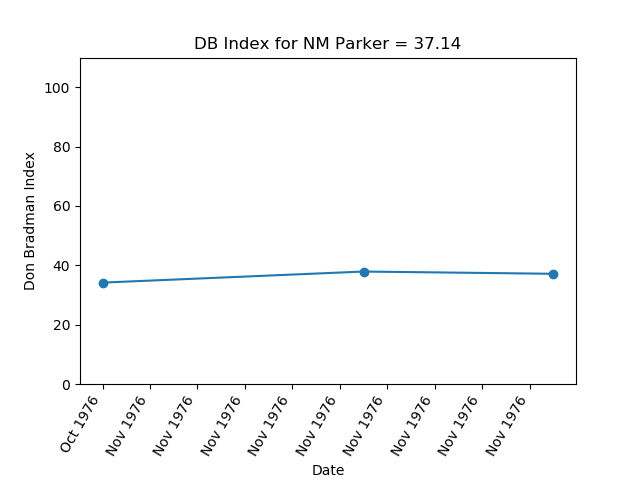 DB Index for NM Parker = 37.14
100
80
60
40
20
0
Don Bradman Index
Oct 1976
Nov 1976
Nov 1976
Nov 1976
Nov 1976
Nov 1976
Nov 1976
Nov 1976
Nov 1976
Nov 1976
Date